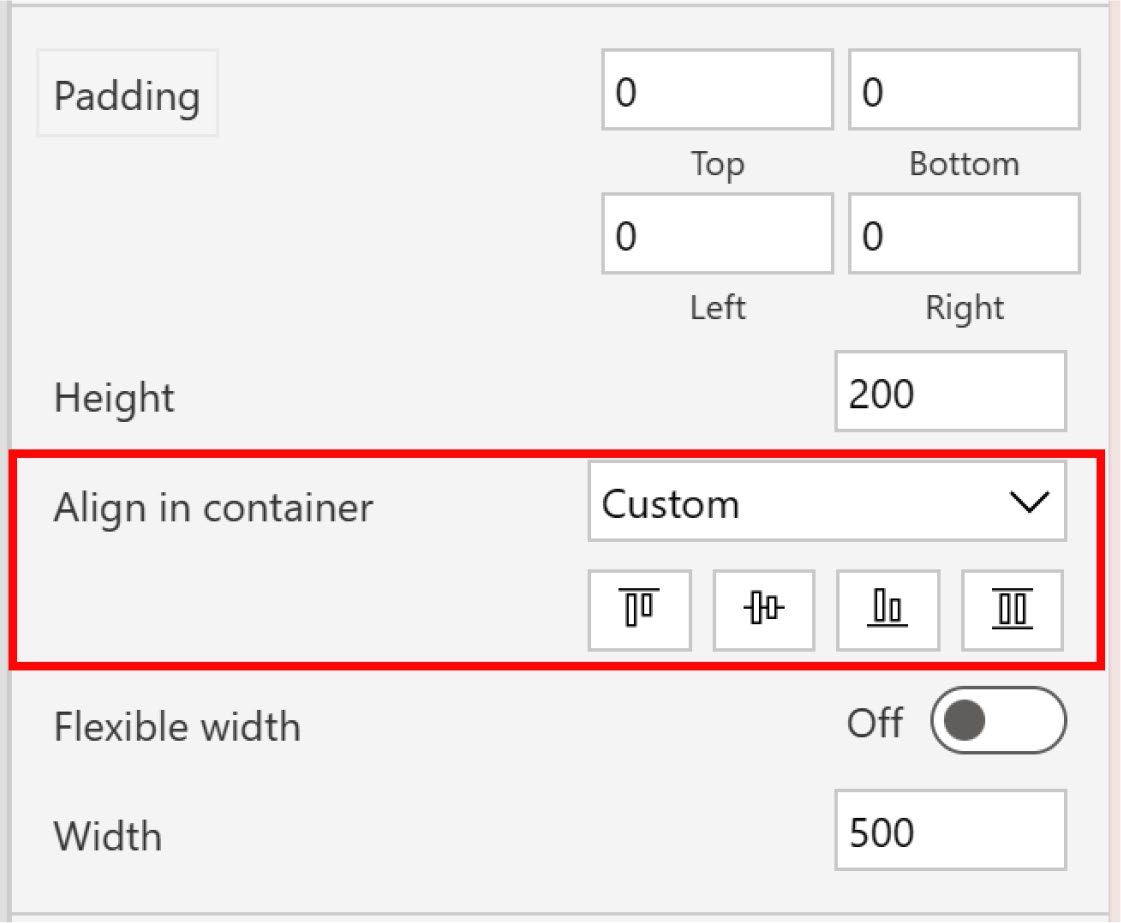 Padding
0 0
Top Bottom
0 0
Left Right
Height 200
Align in container Custom
Flexible width Off
Width 500